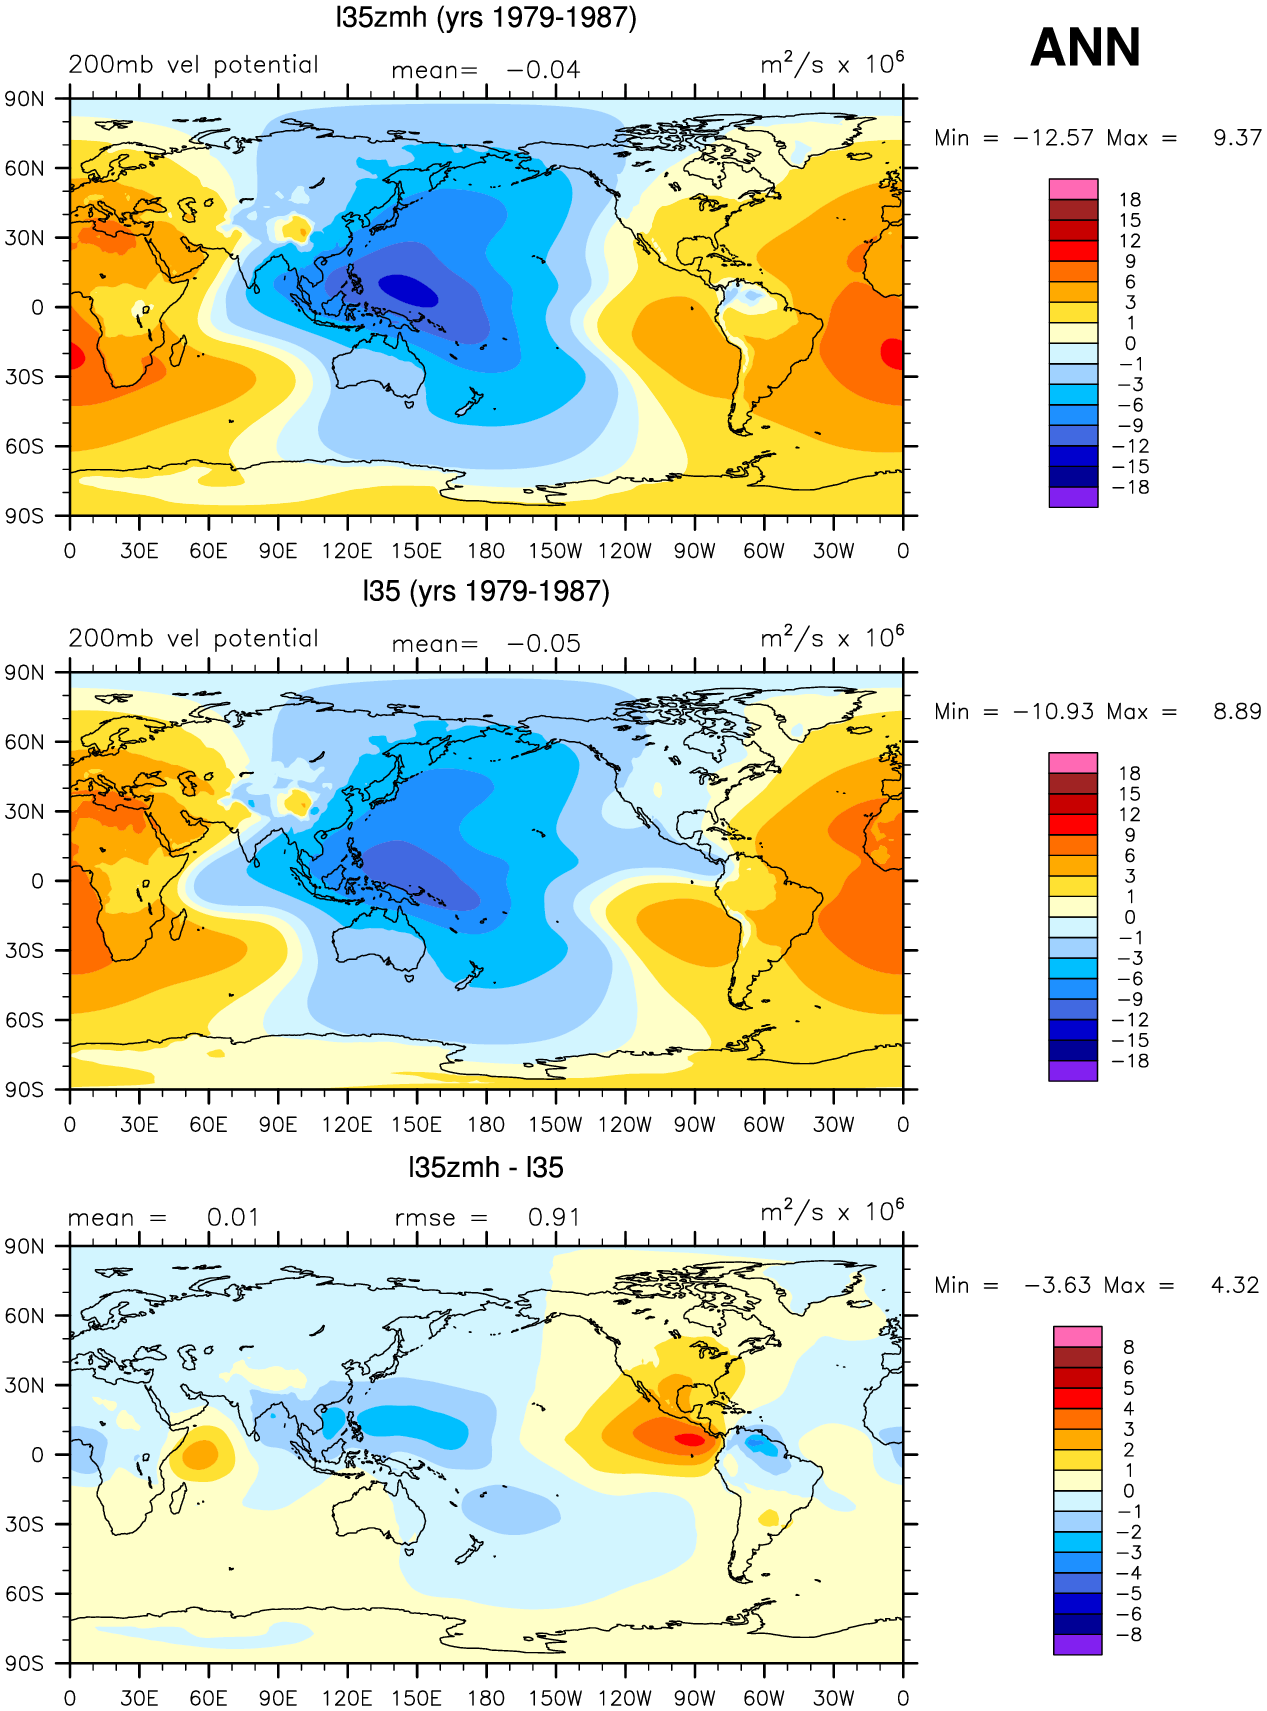 l35zmh (yrs 1979-1987)
ANN
200mb vel potential mean= −0.04 m²/s x 10⁶
Min = −12.57 Max = 9.37
90N
60N
30N
0
30S
60S
90S
0 30E 60E 90E 120E 150E 180 150W 120W 90W 60W 30W 0
18
15
12
9
6
3
1
0
−1
−3
−6
−9
−12
−15
−18
l35 (yrs 1979-1987)
200mb vel potential mean= −0.05 m²/s x 10⁶
Min = −10.93 Max = 8.89
90N
60N
30N
0
30S
60S
90S
0 30E 60E 90E 120E 150E 180 150W 120W 90W 60W 30W 0
18
15
12
9
6
3
1
0
−1
−3
−6
−9
−12
−15
−18
l35zmh - l35
mean = 0.01 rmse = 0.91 m²/s x 10⁶
Min = −3.63 Max = 4.32
90N
60N
30N
0
30S
60S
90S
0 30E 60E 90E 120E 150E 180 150W 120W 90W 60W 30W 0
8
6
5
4
3
2
1
0
−1
−2
−3
−4
−5
−6
−8